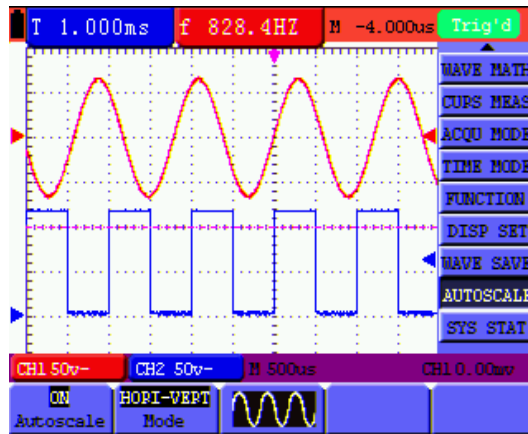 T 1.000ms f 828.4HZ M -4.000us Trig'd
WAVE MATH
CURS MEAS
ACQU MODE
TIME MODE
FUNCTION
DISP SET
WAVE SAVE
AUTOSCALE
SYS STAT
CH1 50v- CH2 50v- M 500us CH1 0.00mv
ON
Autoscale
HORI-VERT
Mode